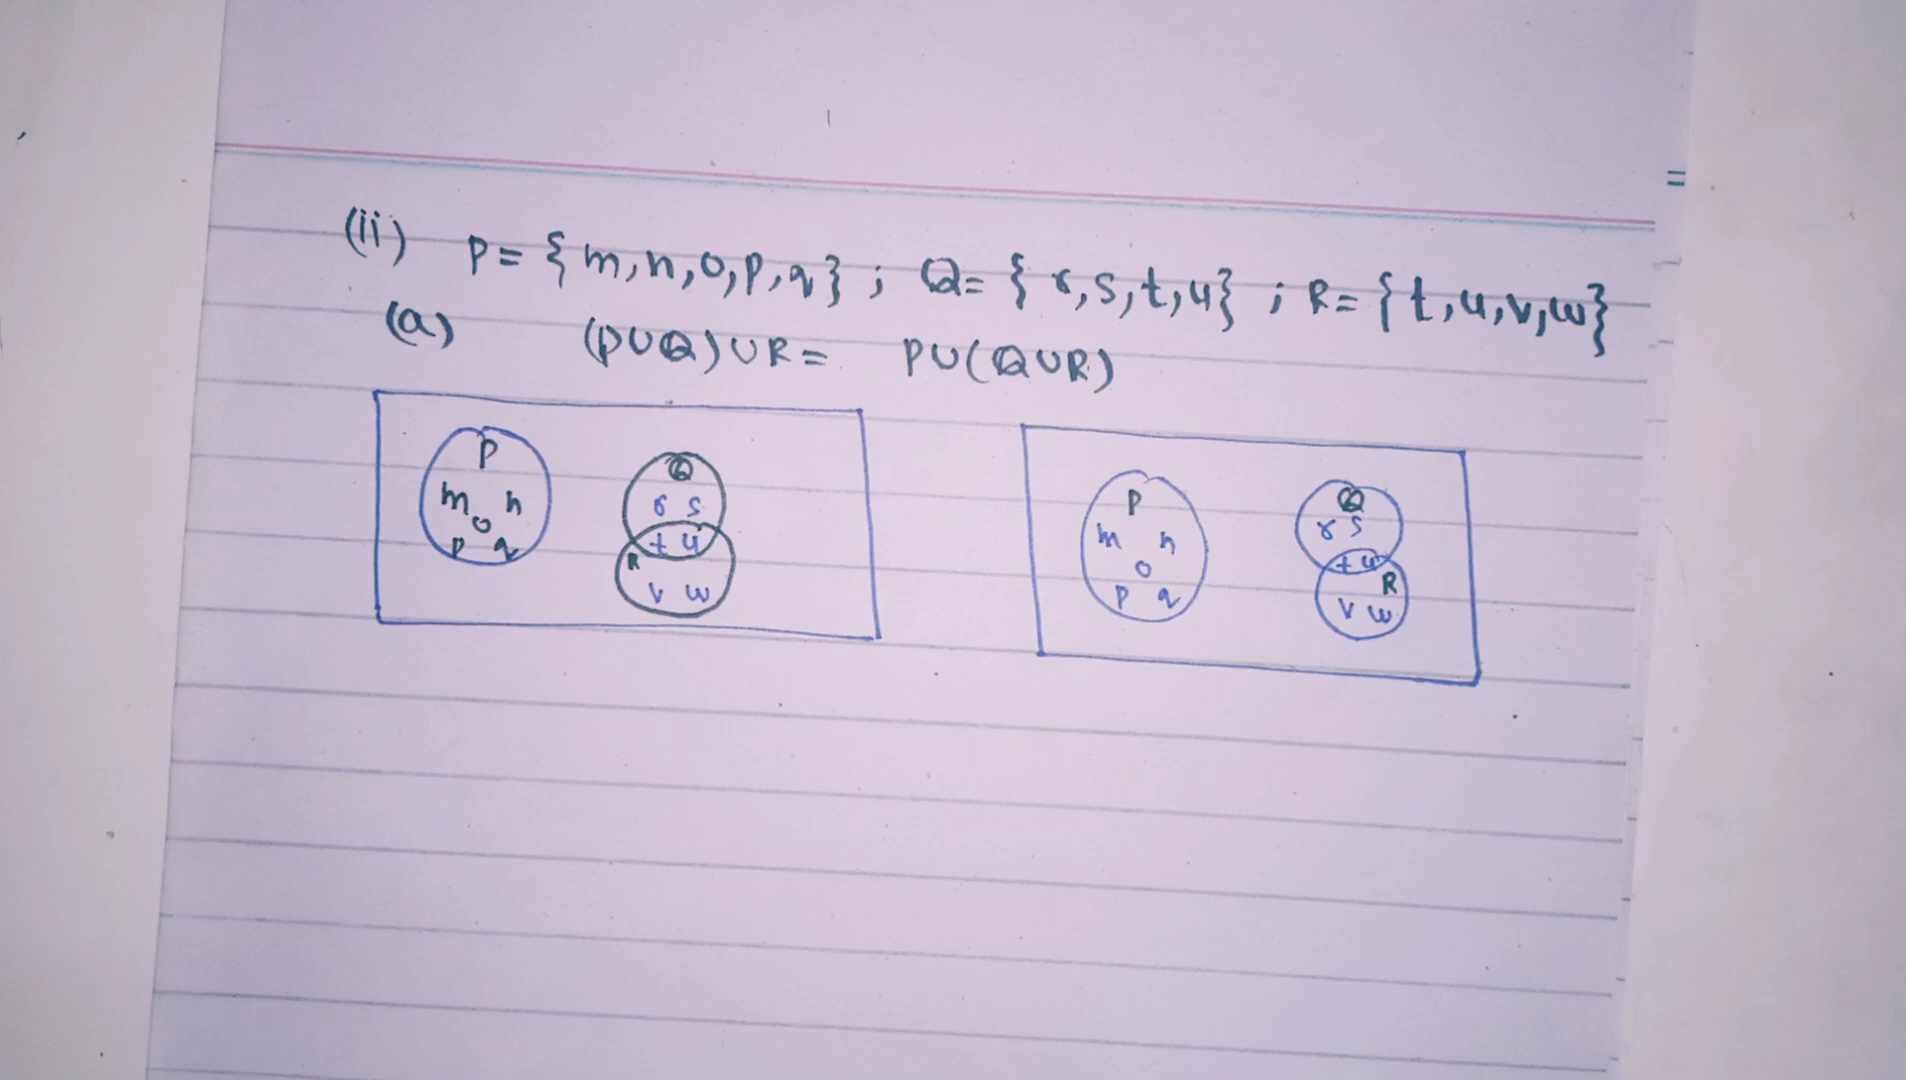 (ii) P = { m, n, o, p, q } ; Q = { r, s, t, u } ; R = { t, u, v, w }
(a) (P∪Q)∪R = P∪(Q∪R)
P
m n
o
p q
Q
r s
t u
R
v w
P
m n
o
p q
Q
r s
t u
R
v w